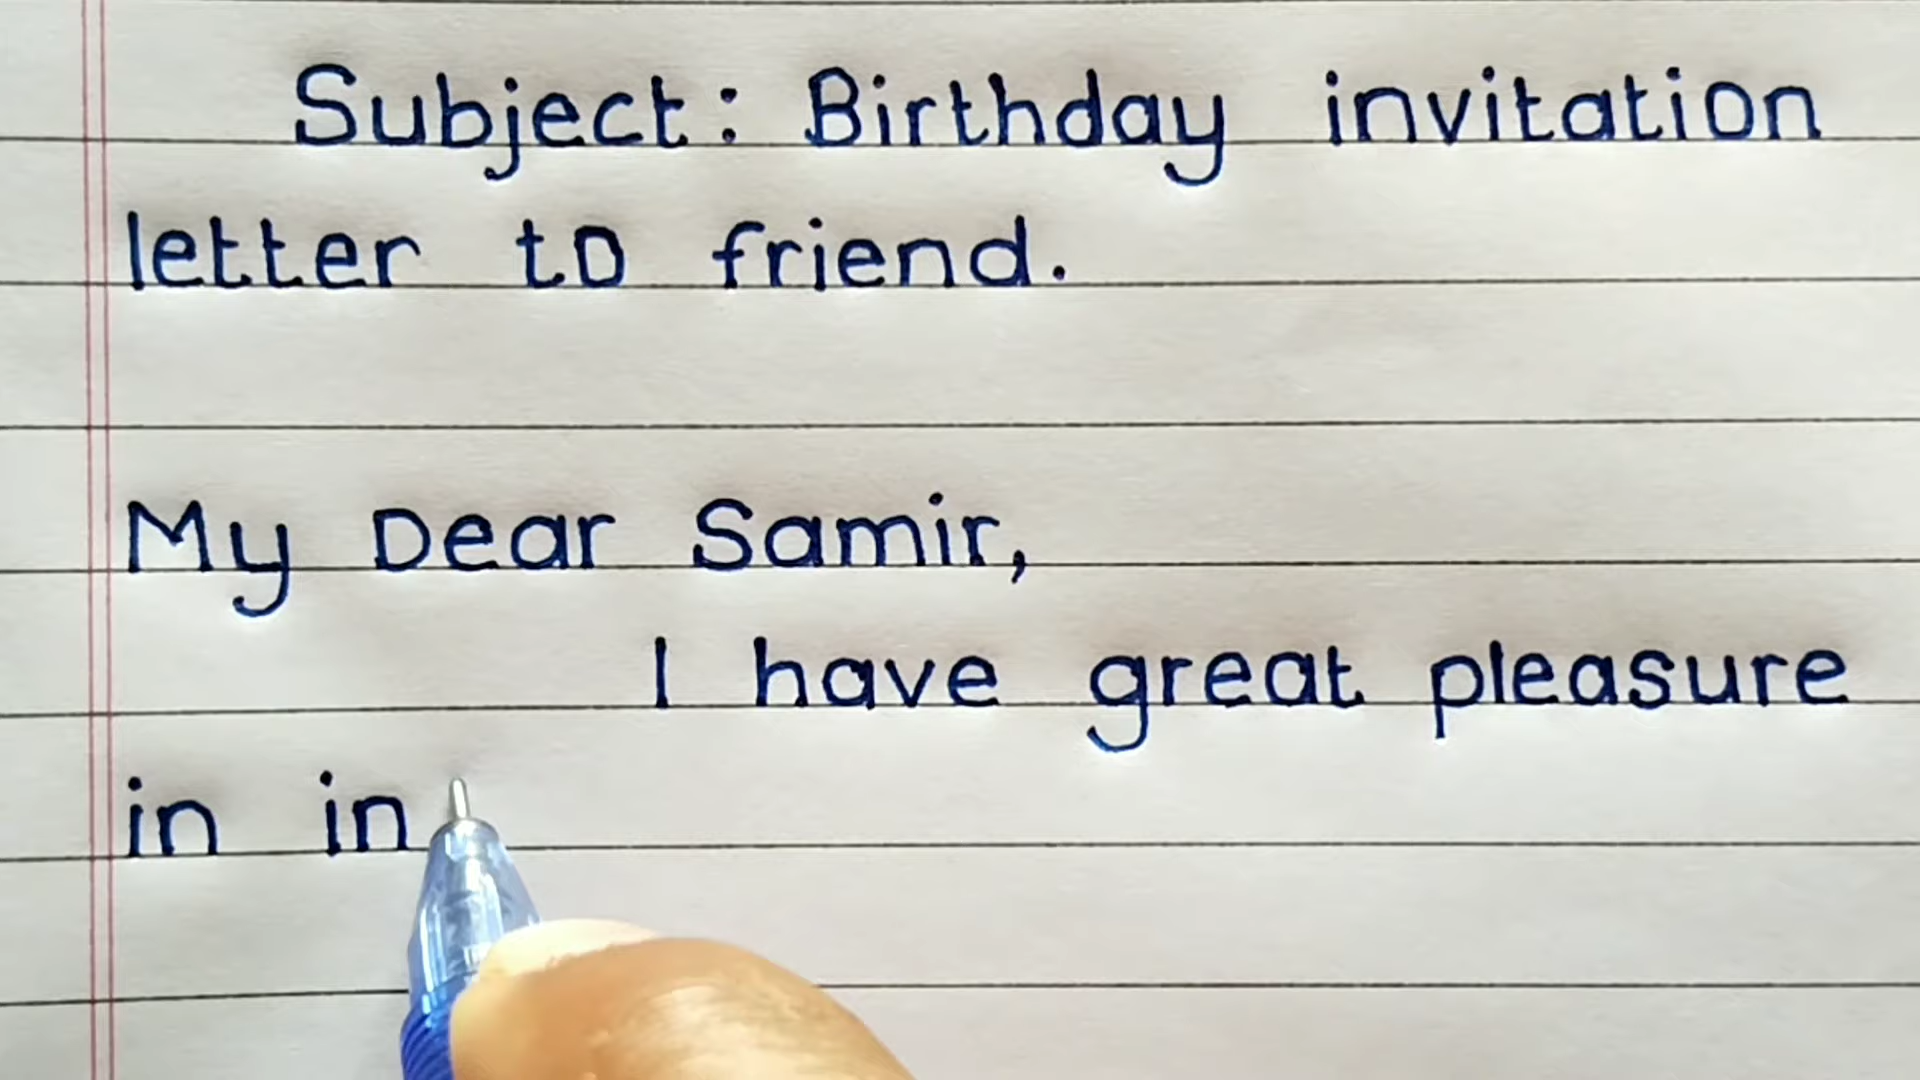 Subject: Birthday invitation
letter to friend.
My Dear Samir,
I have great pleasure
in in